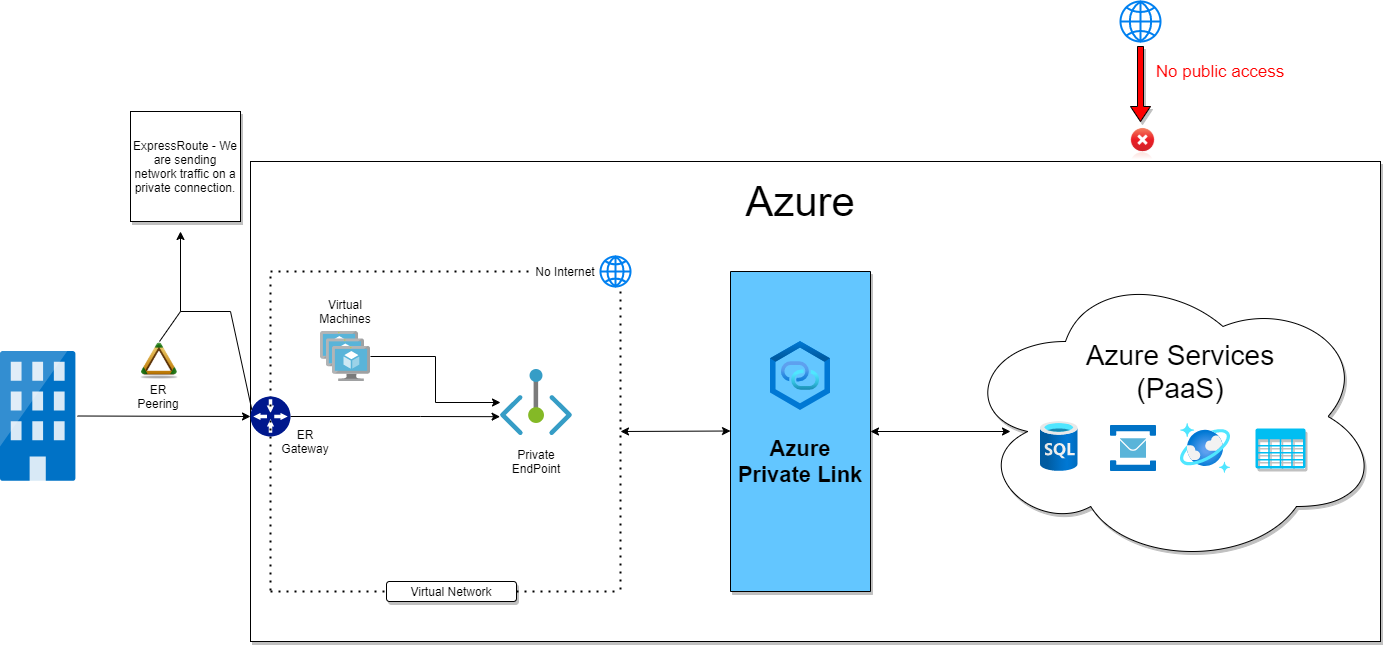 No public access
ExpressRoute - We
are sending
network traffic on a
private connection.
Azure
No Internet
Virtual
Machines
ER
Peering
ER
Gateway
Private
EndPoint
Azure
Private Link
Azure Services
(PaaS)
SQL
Virtual Network